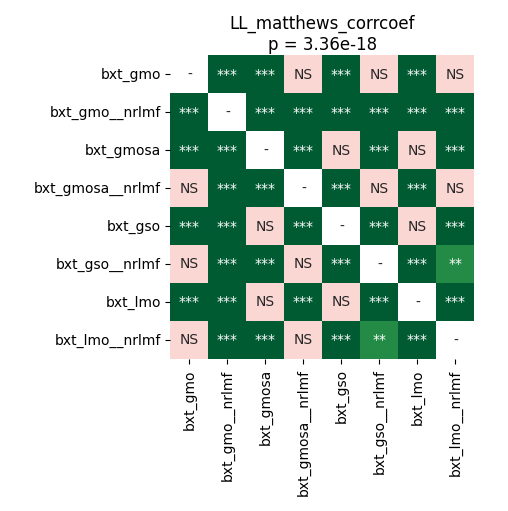 LL_matthews_corrcoef
p = 3.36e-18
bxt_gmo - *** *** NS *** NS *** NS
bxt_gmo__nrlmf *** - *** *** *** *** *** ***
bxt_gmosa *** *** - *** NS *** NS ***
bxt_gmosa__nrlmf NS *** *** - *** NS *** NS
bxt_gso *** *** NS *** - *** NS ***
bxt_gso__nrlmf NS *** *** NS *** - *** **
bxt_lmo *** *** NS *** NS *** - ***
bxt_lmo__nrlmf NS *** *** NS *** ** *** -
bxt_gmo
bxt_gmo__nrlmf
bxt_gmosa
bxt_gmosa__nrlmf
bxt_gso
bxt_gso__nrlmf
bxt_lmo
bxt_lmo__nrlmf